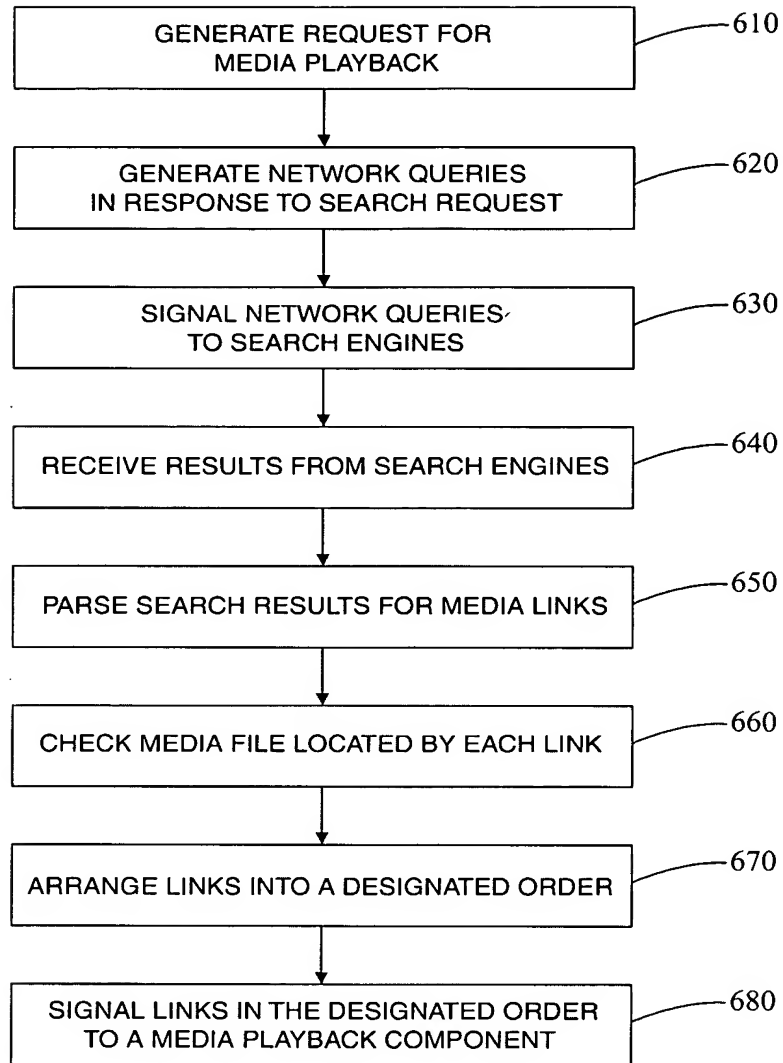 GENERATE REQUEST FOR
MEDIA PLAYBACK
610
GENERATE NETWORK QUERIES
IN RESPONSE TO SEARCH REQUEST
620
SIGNAL NETWORK QUERIES
TO SEARCH ENGINES
630
RECEIVE RESULTS FROM SEARCH ENGINES
640
PARSE SEARCH RESULTS FOR MEDIA LINKS
650
CHECK MEDIA FILE LOCATED BY EACH LINK
660
ARRANGE LINKS INTO A DESIGNATED ORDER
670
SIGNAL LINKS IN THE DESIGNATED ORDER
TO A MEDIA PLAYBACK COMPONENT
680